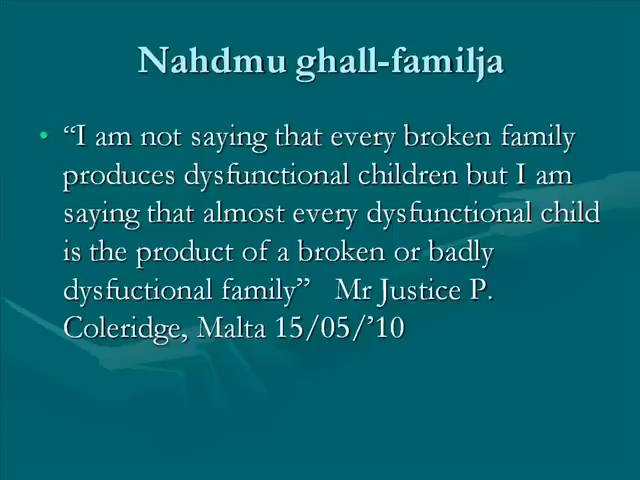 Nahdmu ghall-familja
• “I am not saying that every broken family
produces dysfunctional children but I am
saying that almost every dysfunctional child
is the product of a broken or badly
dysfuctional family” Mr Justice P.
Coleridge, Malta 15/05/’10